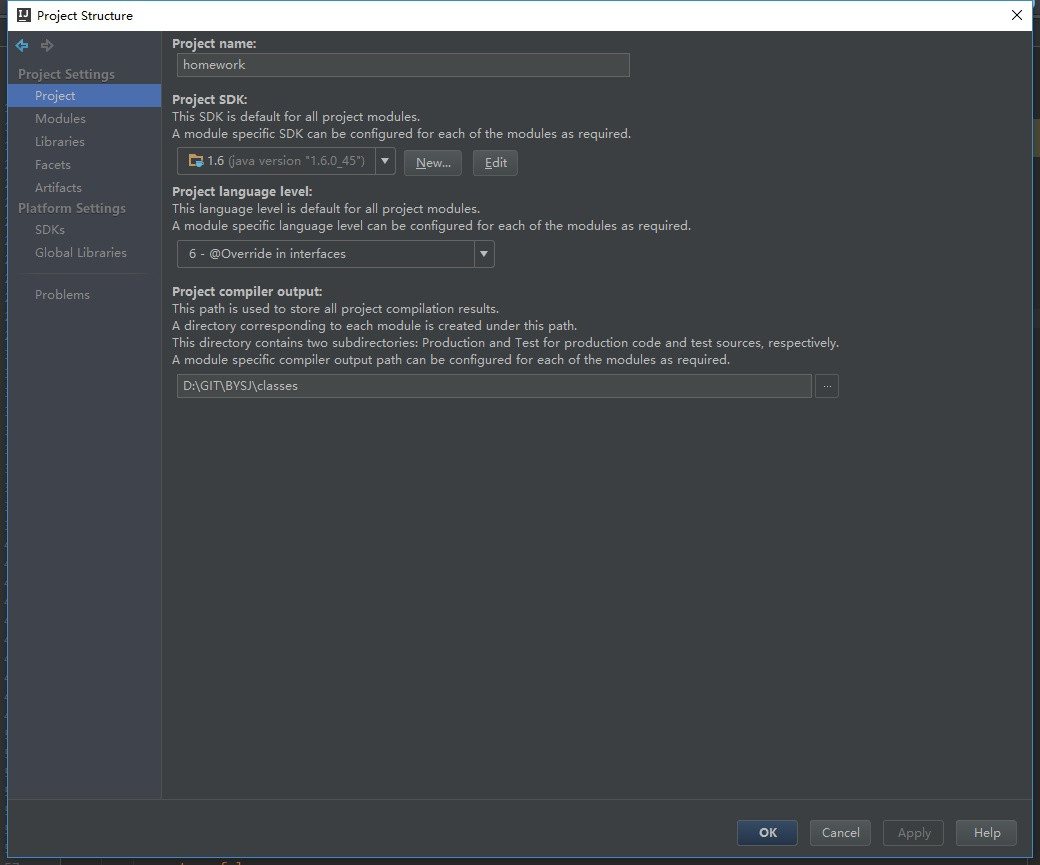 Project Structure
Project Settings
Project
Modules
Libraries
Facets
Artifacts
Platform Settings
SDKs
Global Libraries
Problems
Project name:
homework
Project SDK:
This SDK is default for all project modules.
A module specific SDK can be configured for each of the modules as required.
1.6 (java version "1.6.0_45")
New...
Edit
Project language level:
This language level is default for all project modules.
A module specific language level can be configured for each of the modules as required.
6 - @Override in interfaces
Project compiler output:
This path is used to store all project compilation results.
A directory corresponding to each module is created under this path.
This directory contains two subdirectories: Production and Test for production code and test sources, respectively.
A module specific compiler output path can be configured for each of the modules as required.
D:\GIT\BYSJ\classes
...
OK
Cancel
Apply
Help